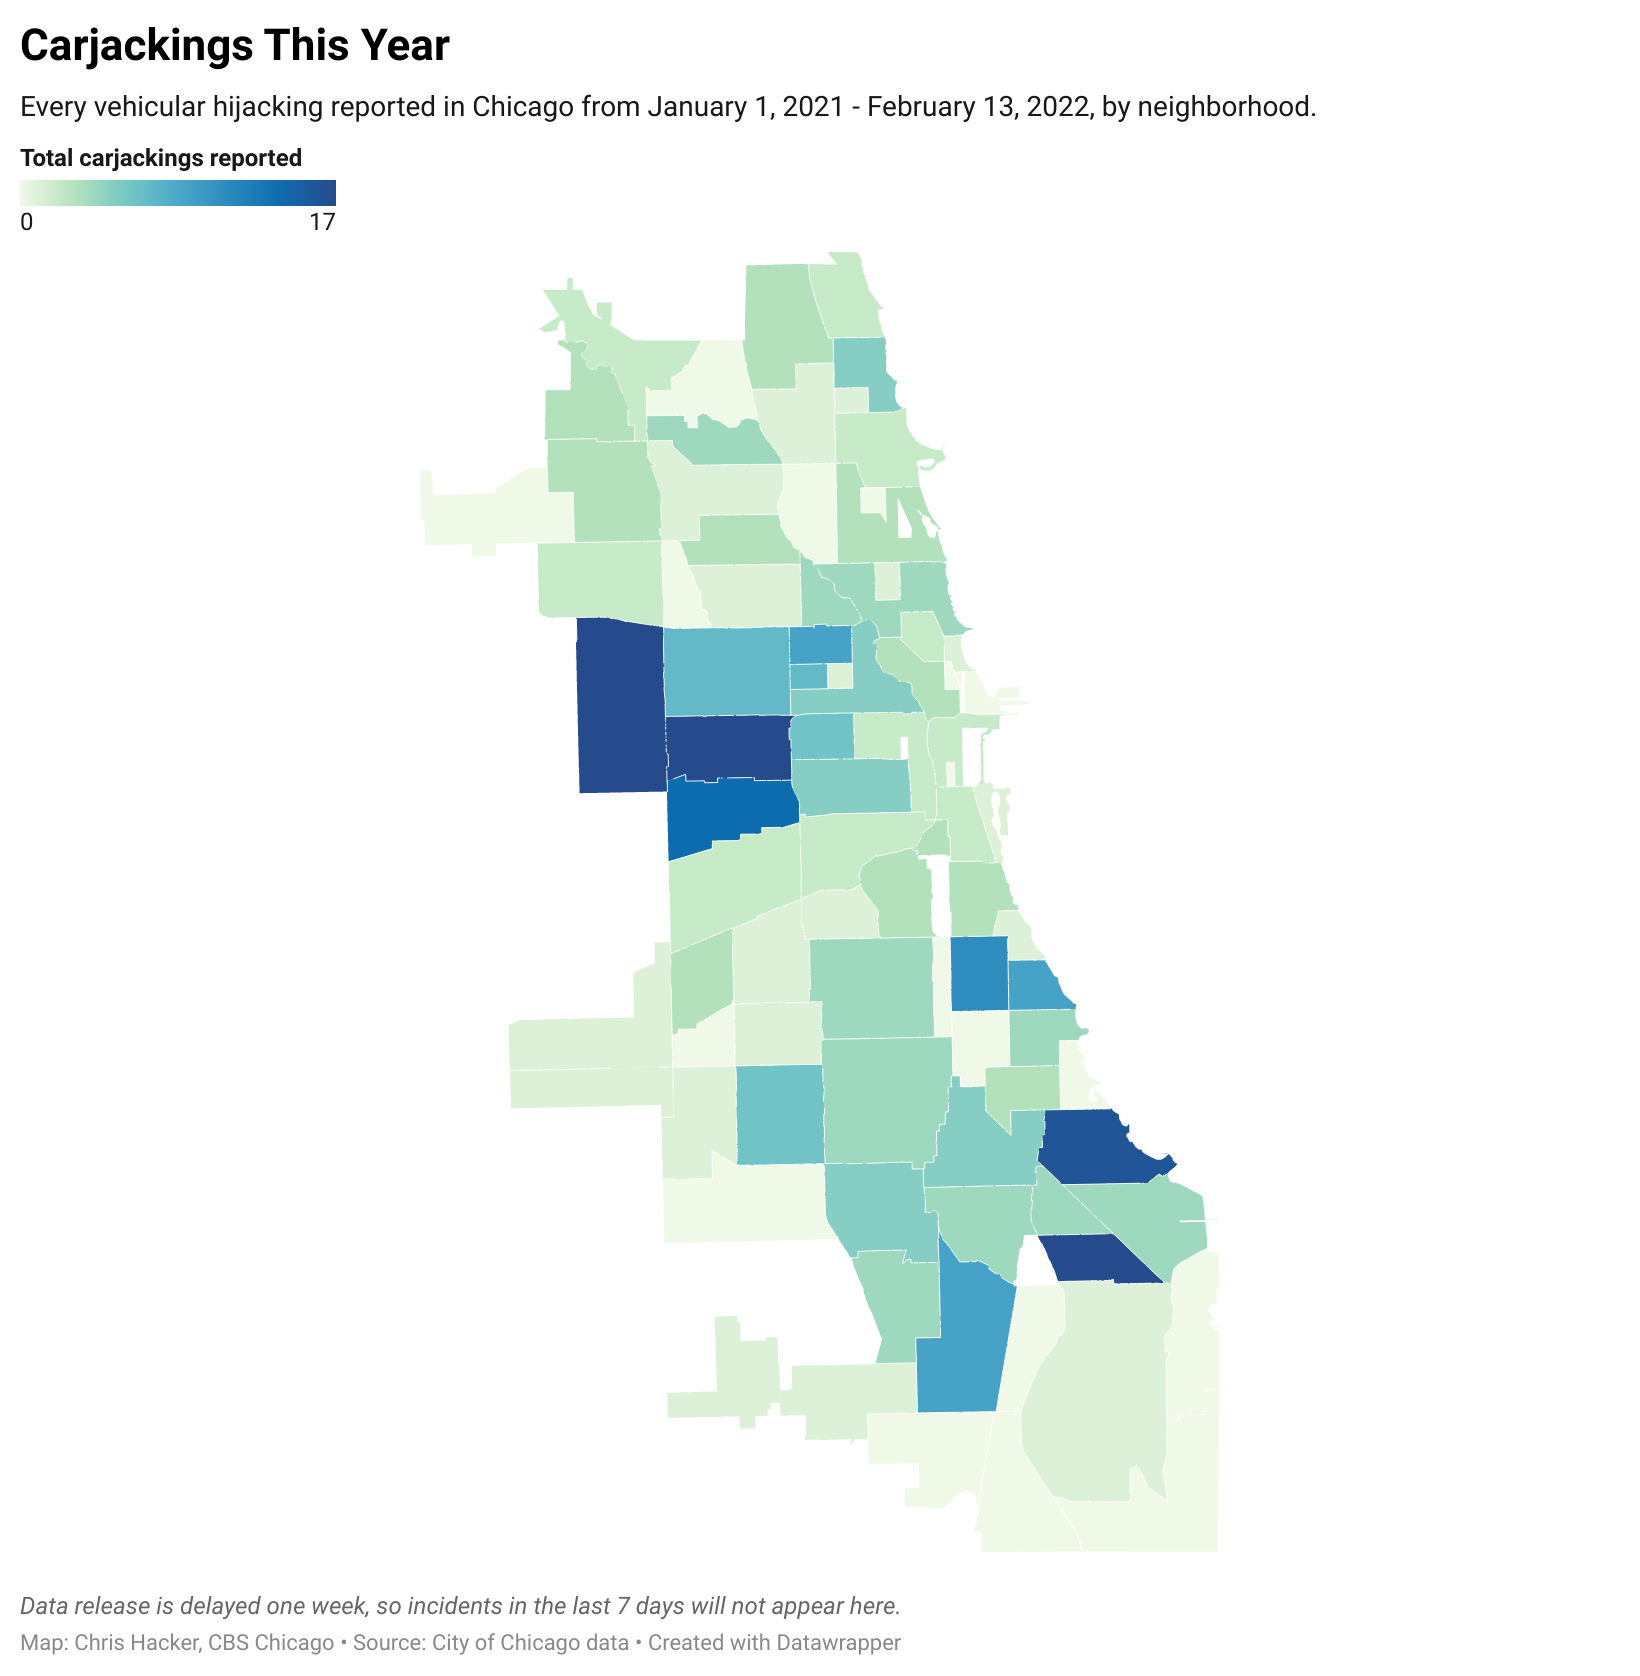 Carjackings This Year
Every vehicular hijacking reported in Chicago from January 1, 2021 - February 13, 2022, by neighborhood.
Total carjackings reported
0 17
Data release is delayed one week, so incidents in the last 7 days will not appear here.
Map: Chris Hacker, CBS Chicago • Source: City of Chicago data • Created with Datawrapper